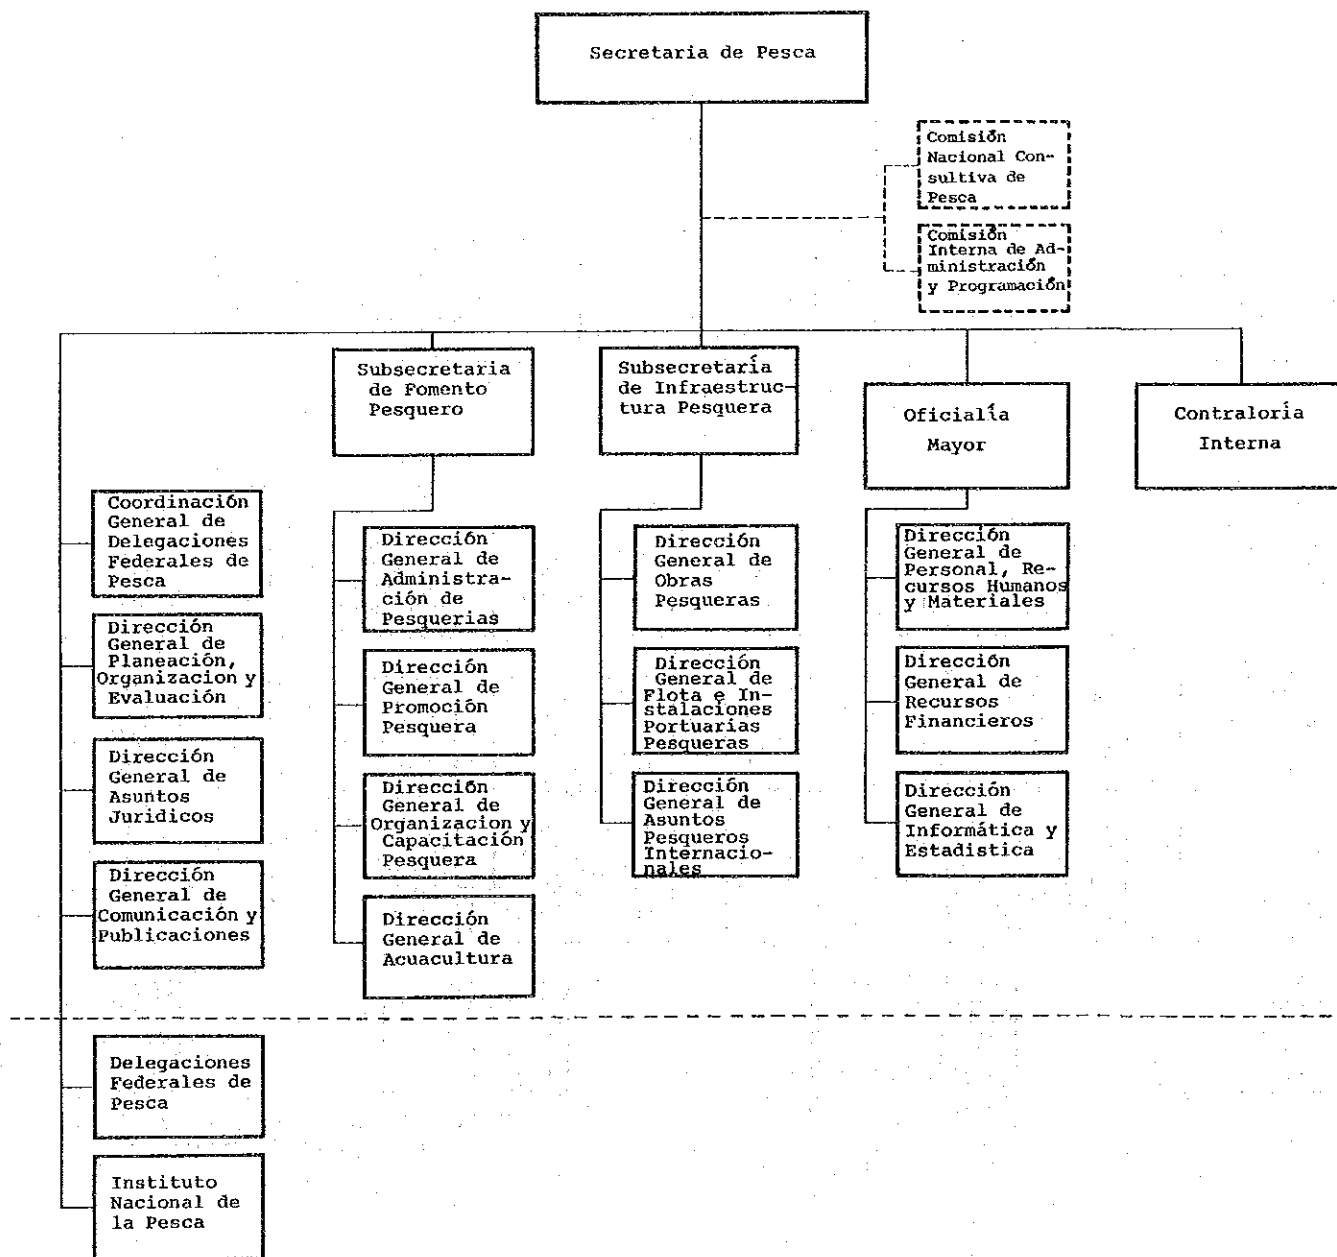 Secretaria de Pesca
Comisión
Nacional Con-
sultiva de
Pesca
Comisión
Interna de Ad-
ministración
y Programación
Subsecretaria
de Fomento
Pesquero
Subsecretaría
de Infraestruc-
tura Pesquera
Oficialía
Mayor
Contraloría
Interna
Coordinación
General de
Delegaciones
Federales de
Pesca
Dirección
General de
Planeación,
Organizacion y
Evaluación
Dirección
General de
Asuntos
Juridicos
Dirección
General de
Comunicación y
Publicaciones
Dirección
General de
Administra-
ción de
Pesquerias
Dirección
General de
Promoción
Pesquera
Dirección
General de
Organizacion y
Capacitación
Pesquera
Dirección
General de
Acuacultura
Dirección
General de
Obras
Pesqueras
Dirección
General de
Flota e In-
stalaciones
Portuarias
Pesqueras
Dirección
General de
Asuntos
Pesqueros
Internacio-
nales
Dirección
General de
Personal, Re-
cursos Humanos
y Materiales
Dirección
General de
Recursos
Financieros
Dirección
General de
Informática y
Estadistica
Delegaciones
Federales de
Pesca
Instituto
Nacional de
la Pesca